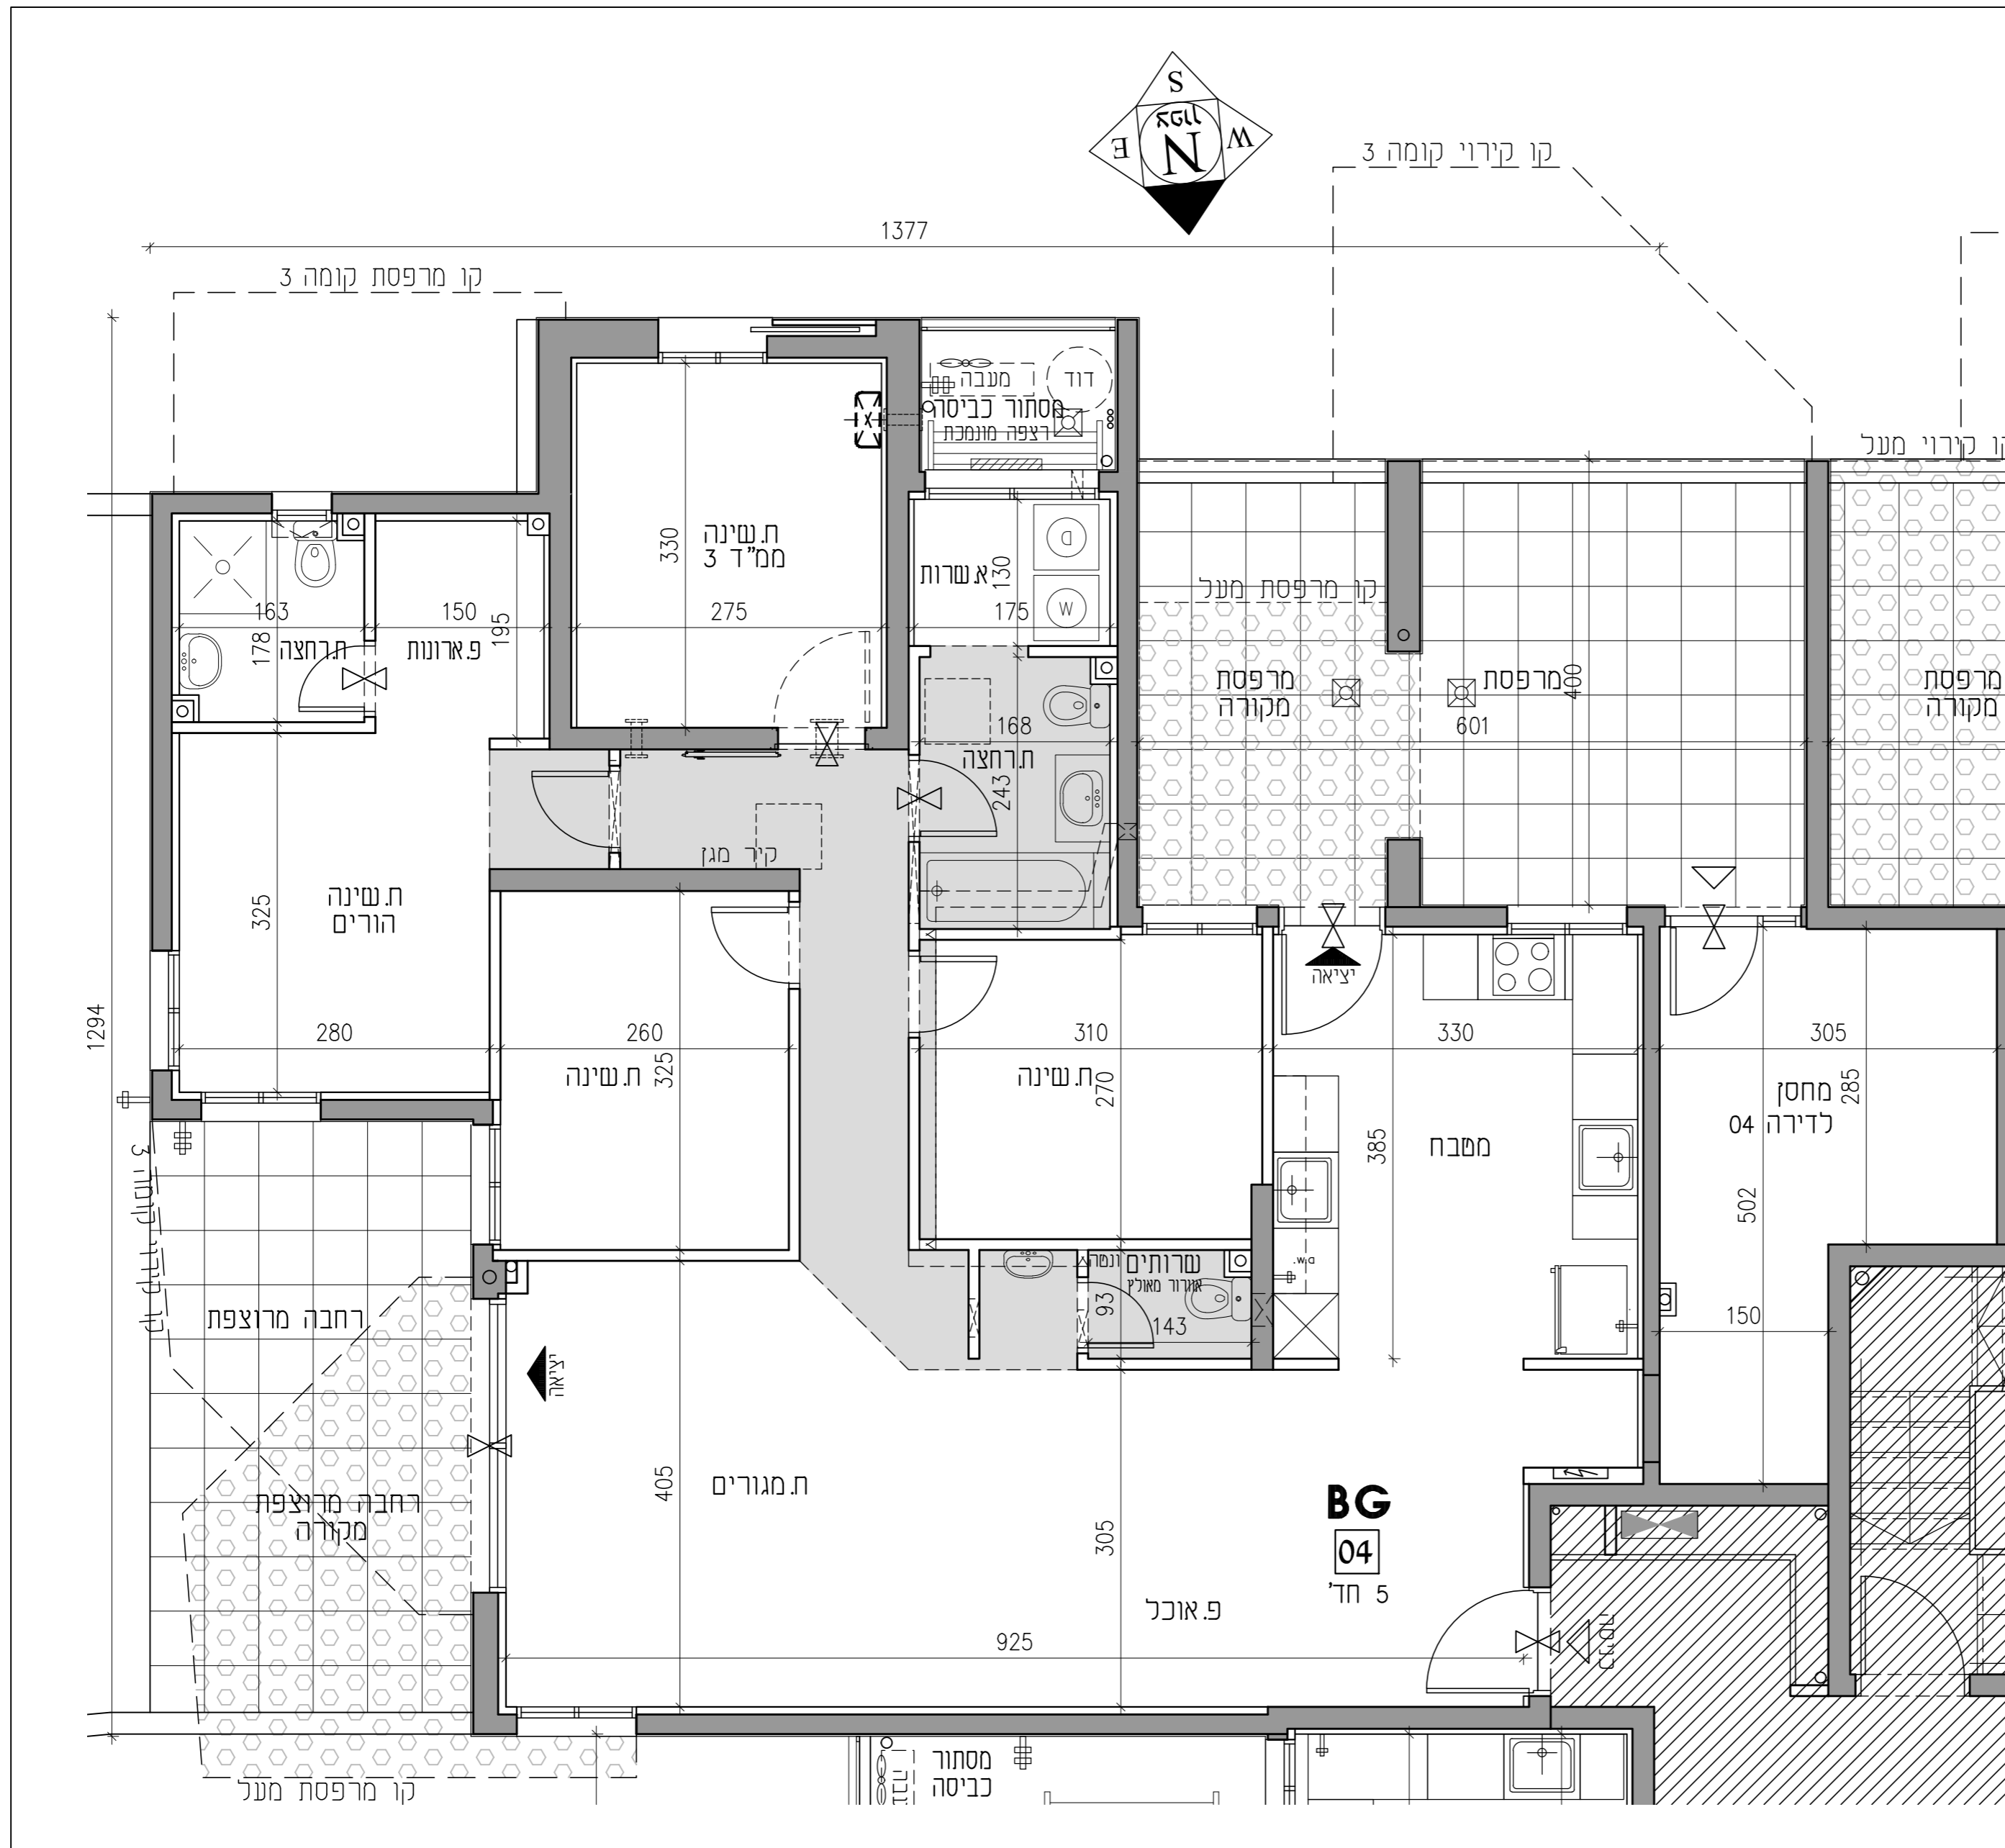 S
צפון
N
E
W
קו קירוי קומה 3
1377
קו מרפסת קומה 3
קו קירוי מעל
מעבה
דוד
מסתור כביסה
רצפה מונמכת
ח.שינה
ממ"ד 3
330
275
א.שרות
130
175
D
W
163
178
ח.רחצה
150
195
פ.ארונות
קו מרפסת מעל
מרפסת
מקורה
מרפסת
400
601
מרפסת
מקורה
168
ח.רחצה
243
קיר מגן
ח.שינה
הורים
325
280
1294
260
ח.שינה
325
310
ח.שינה
270
יציאה
330
385
מטבח
305
285
מחסן
לדירה 04
502
150
שרותים
אוורור מאולץ
ונטה
93
143
d.w.
קו קירוי קומה 3
רחבה מרוצפת
יציאה
רחבה מרוצפת
מקורה
405
ח.מגורים
305
BG
04
5 חד'
פ.אוכל
925
כניסה
קו מרפסת מעל
מסתור
כביסה